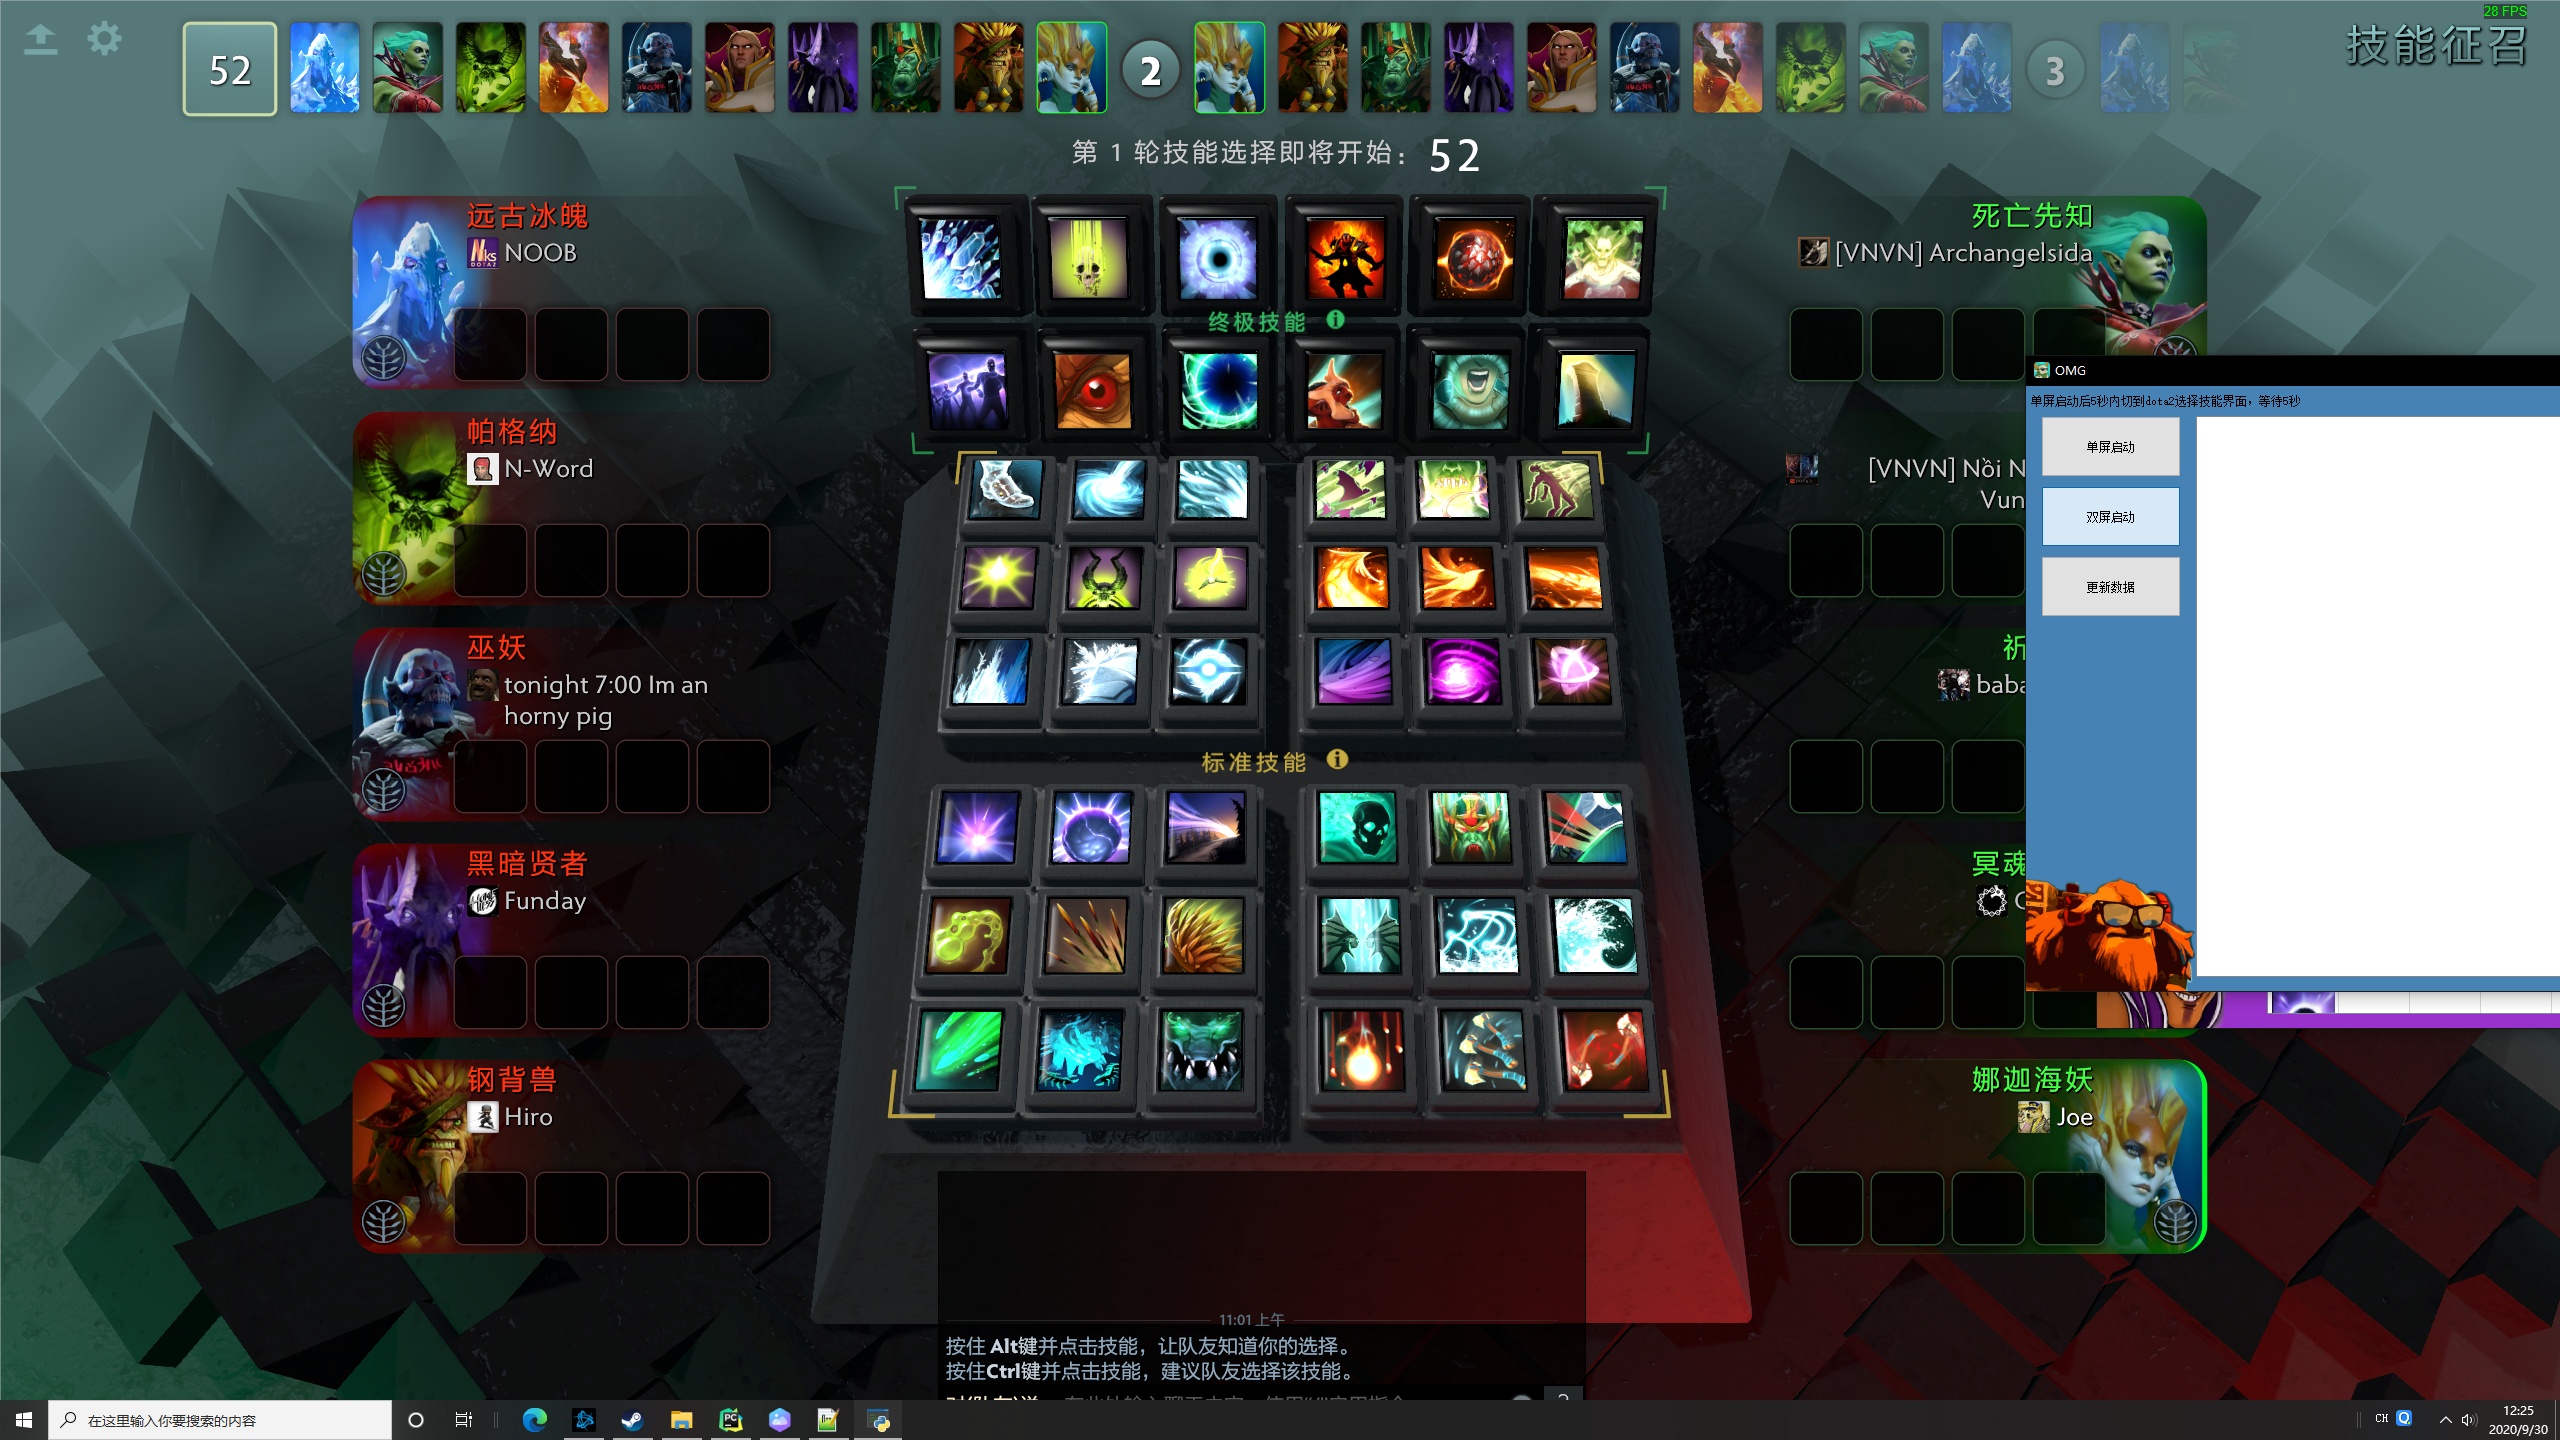 28 FPS
技能征召
52
2
3
第 1 轮技能选择即将开始: 52
远古冰魄
NOOB
帕格纳
N-Word
巫妖
tonight 7:00 Im an
horny pig
黑暗贤者
Funday
钢背兽
Hiro
终极技能
标准技能
死亡先知
[VNVN] Archangelsida
[VNVN] Nồi N
Vun
祈
baba
冥魂
娜迦海妖
Joe
OMG
单屏启动后5秒内切到dota2选择技能界面，等待5秒
单屏启动
双屏启动
更新数据
11:01 上午
按住 Alt键并点击技能，让队友知道你的选择。
按住Ctrl键并点击技能，建议队友选择该技能。
在这里输入你要搜索的内容
CH
12:25
2020/9/30